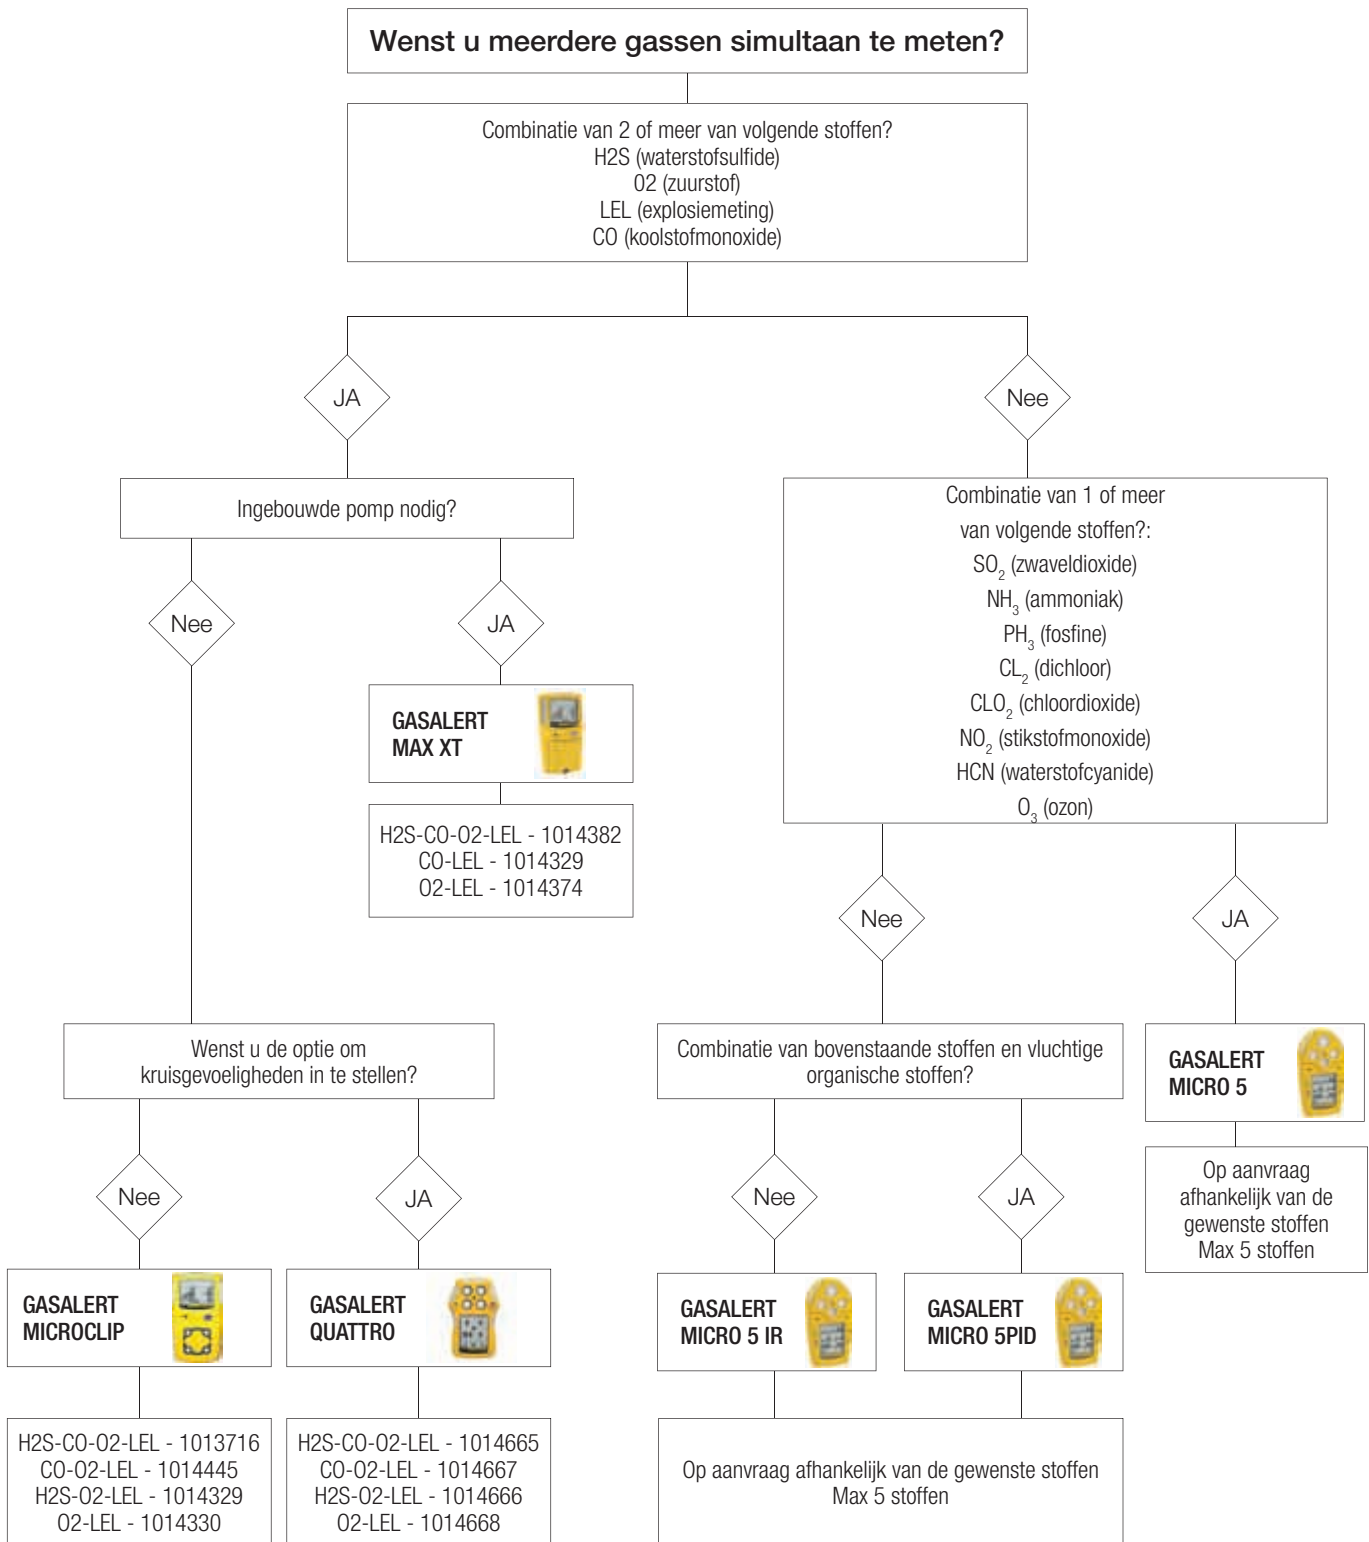 Wenst u meerdere gassen simultaan te meten?
Combinatie van 2 of meer van volgende stoffen?
H2S (waterstofsulfide)
O2 (zuurstof)
LEL (explosiemeting)
CO (koolstofmonoxide)
JA
Nee
Ingebouwde pomp nodig?
Nee
JA
GASALERT
MAX XT
H2S-CO-O2-LEL - 1014382
CO-LEL - 1014329
O2-LEL - 1014374
Combinatie van 1 of meer
van volgende stoffen?:
SO₂ (zwaveldioxide)
NH₃ (ammoniak)
PH₃ (fosfine)
CL₂ (dichloor)
CLO₂ (chloordioxide)
NO₂ (stikstofmonoxide)
HCN (waterstofcyanide)
O₃ (ozon)
Nee
JA
Wenst u de optie om
kruisgevoeligheden in te stellen?
Combinatie van bovenstaande stoffen en vluchtige
organische stoffen?
GASALERT
MICRO 5
Op aanvraag
afhankelijk van de
gewenste stoffen
Max 5 stoffen
Nee
JA
Nee
JA
GASALERT
MICROCLIP
GASALERT
QUATTRO
GASALERT
MICRO 5 IR
GASALERT
MICRO 5PID
H2S-CO-O2-LEL - 1013716
CO-O2-LEL - 1014445
H2S-O2-LEL - 1014329
O2-LEL - 1014330
H2S-CO-O2-LEL - 1014665
CO-O2-LEL - 1014667
H2S-O2-LEL - 1014666
O2-LEL - 1014668
Op aanvraag afhankelijk van de gewenste stoffen
Max 5 stoffen